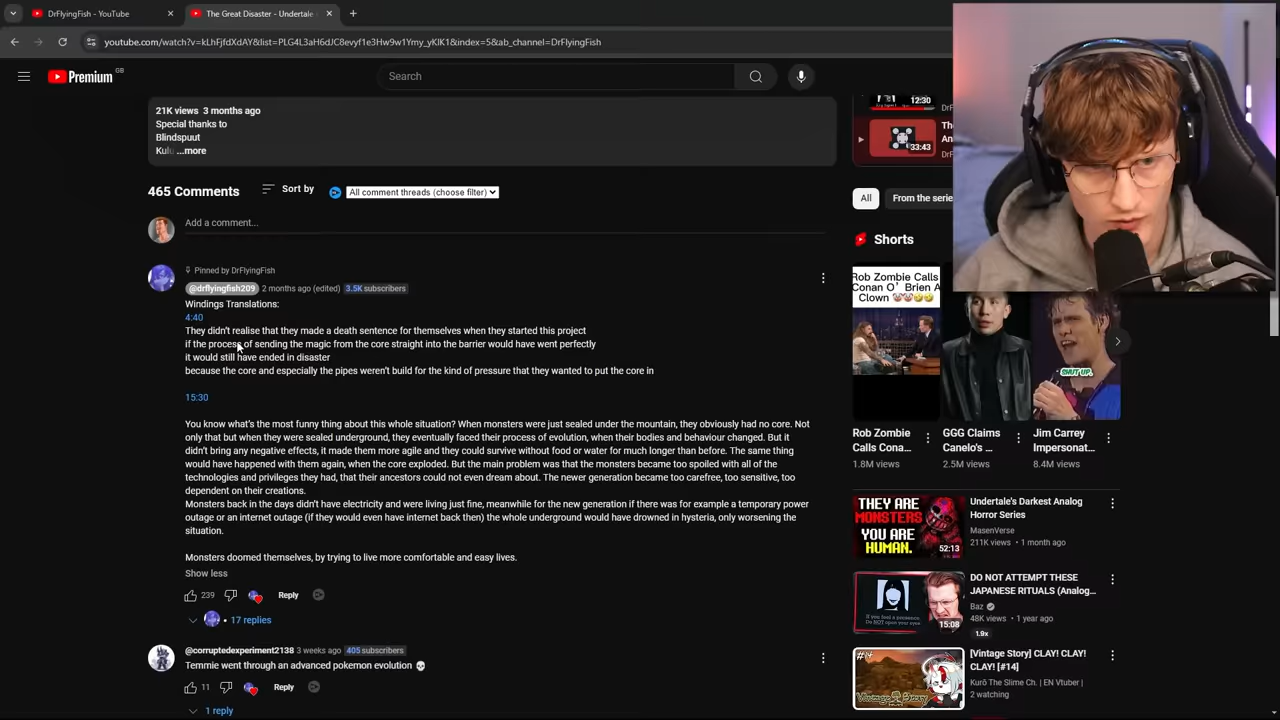 DrFlyingFish - YouTube
The Great Disaster - Undertale
youtube.com/watch?v=kLhFjfdXdAY&list=PLG4L3aH6dJC8evyf1e3Hw9w1Ymy_yKIK1&index=5&ab_channel=DrFlyingFish
Premium GB
Search
21K views 3 months ago
Special thanks to
Blindspuut
Kulu ...more
12:30
33:43
465 Comments
Sort by
All comment threads (choose filter)
All
From the serie
Add a comment...
Shorts
Pinned by DrFlyingFish
@drflyingfish209 2 months ago (edited) 3.5K subscribers
Windings Translations:
4:40
They didn't realise that they made a death sentence for themselves when they started this project
if the process of sending the magic from the core straight into the barrier would have went perfectly
it would still have ended in disaster
because the core and especially the pipes weren't build for the kind of pressure that they wanted to put the core in
15:30
You know what's the most funny thing about this whole situation? When monsters were just sealed under the mountain, they obviously had no core. Not
only that but when they were sealed underground, they eventually faced their process of evolution, when their bodies and behaviour changed. But it
didn't bring any negative effects, it made them more agile and they could survive without food or water for much longer than before. The same thing
would have happened with them again, when the core exploded. But the main problem was that the monsters became too spoiled with all of the
technologies and privileges they had, that their ancestors could not even dream about. The newer generation became too carefree, too sensitive, too
dependent on their creations.
Monsters back in the days didn't have electricity and were living just fine, meanwhile for the new generation if there was for example a temporary power
outage or an internet outage (if they would even have internet back then) the whole underground would have drowned in hysteria, only worsening the
situation.
Monsters doomed themselves, by trying to live more comfortable and easy lives.
Show less
239
Reply
17 replies
@corruptedexperiment2138 3 weeks ago 405 subscribers
Temmie went through an advanced pokemon evolution 💀
11
Reply
1 reply
Rob Zombie Calls
Conan O' Brien A
Clown 🤡🤡🤣🤣
SHUT UP.
Rob Zombie
Calls Cona...
1.8M views
GGG Claims
Canelo's...
2.5M views
Jim Carrey
Impersonat...
8.4M views
THEY ARE
MONSTERS
YOU ARE
HUMAN.
52:13
Undertale's Darkest Analog
Horror Series
MasenVerse
211K views • 1 month ago
15:08
DO NOT ATTEMPT THESE
JAPANESE RITUALS (Analog...
Baz
48K views • 1 year ago
1.9x
#14
[Vintage Story] CLAY! CLAY!
CLAY! [#14]
Kurō The Slime Ch. | EN Vtuber |
2 watching